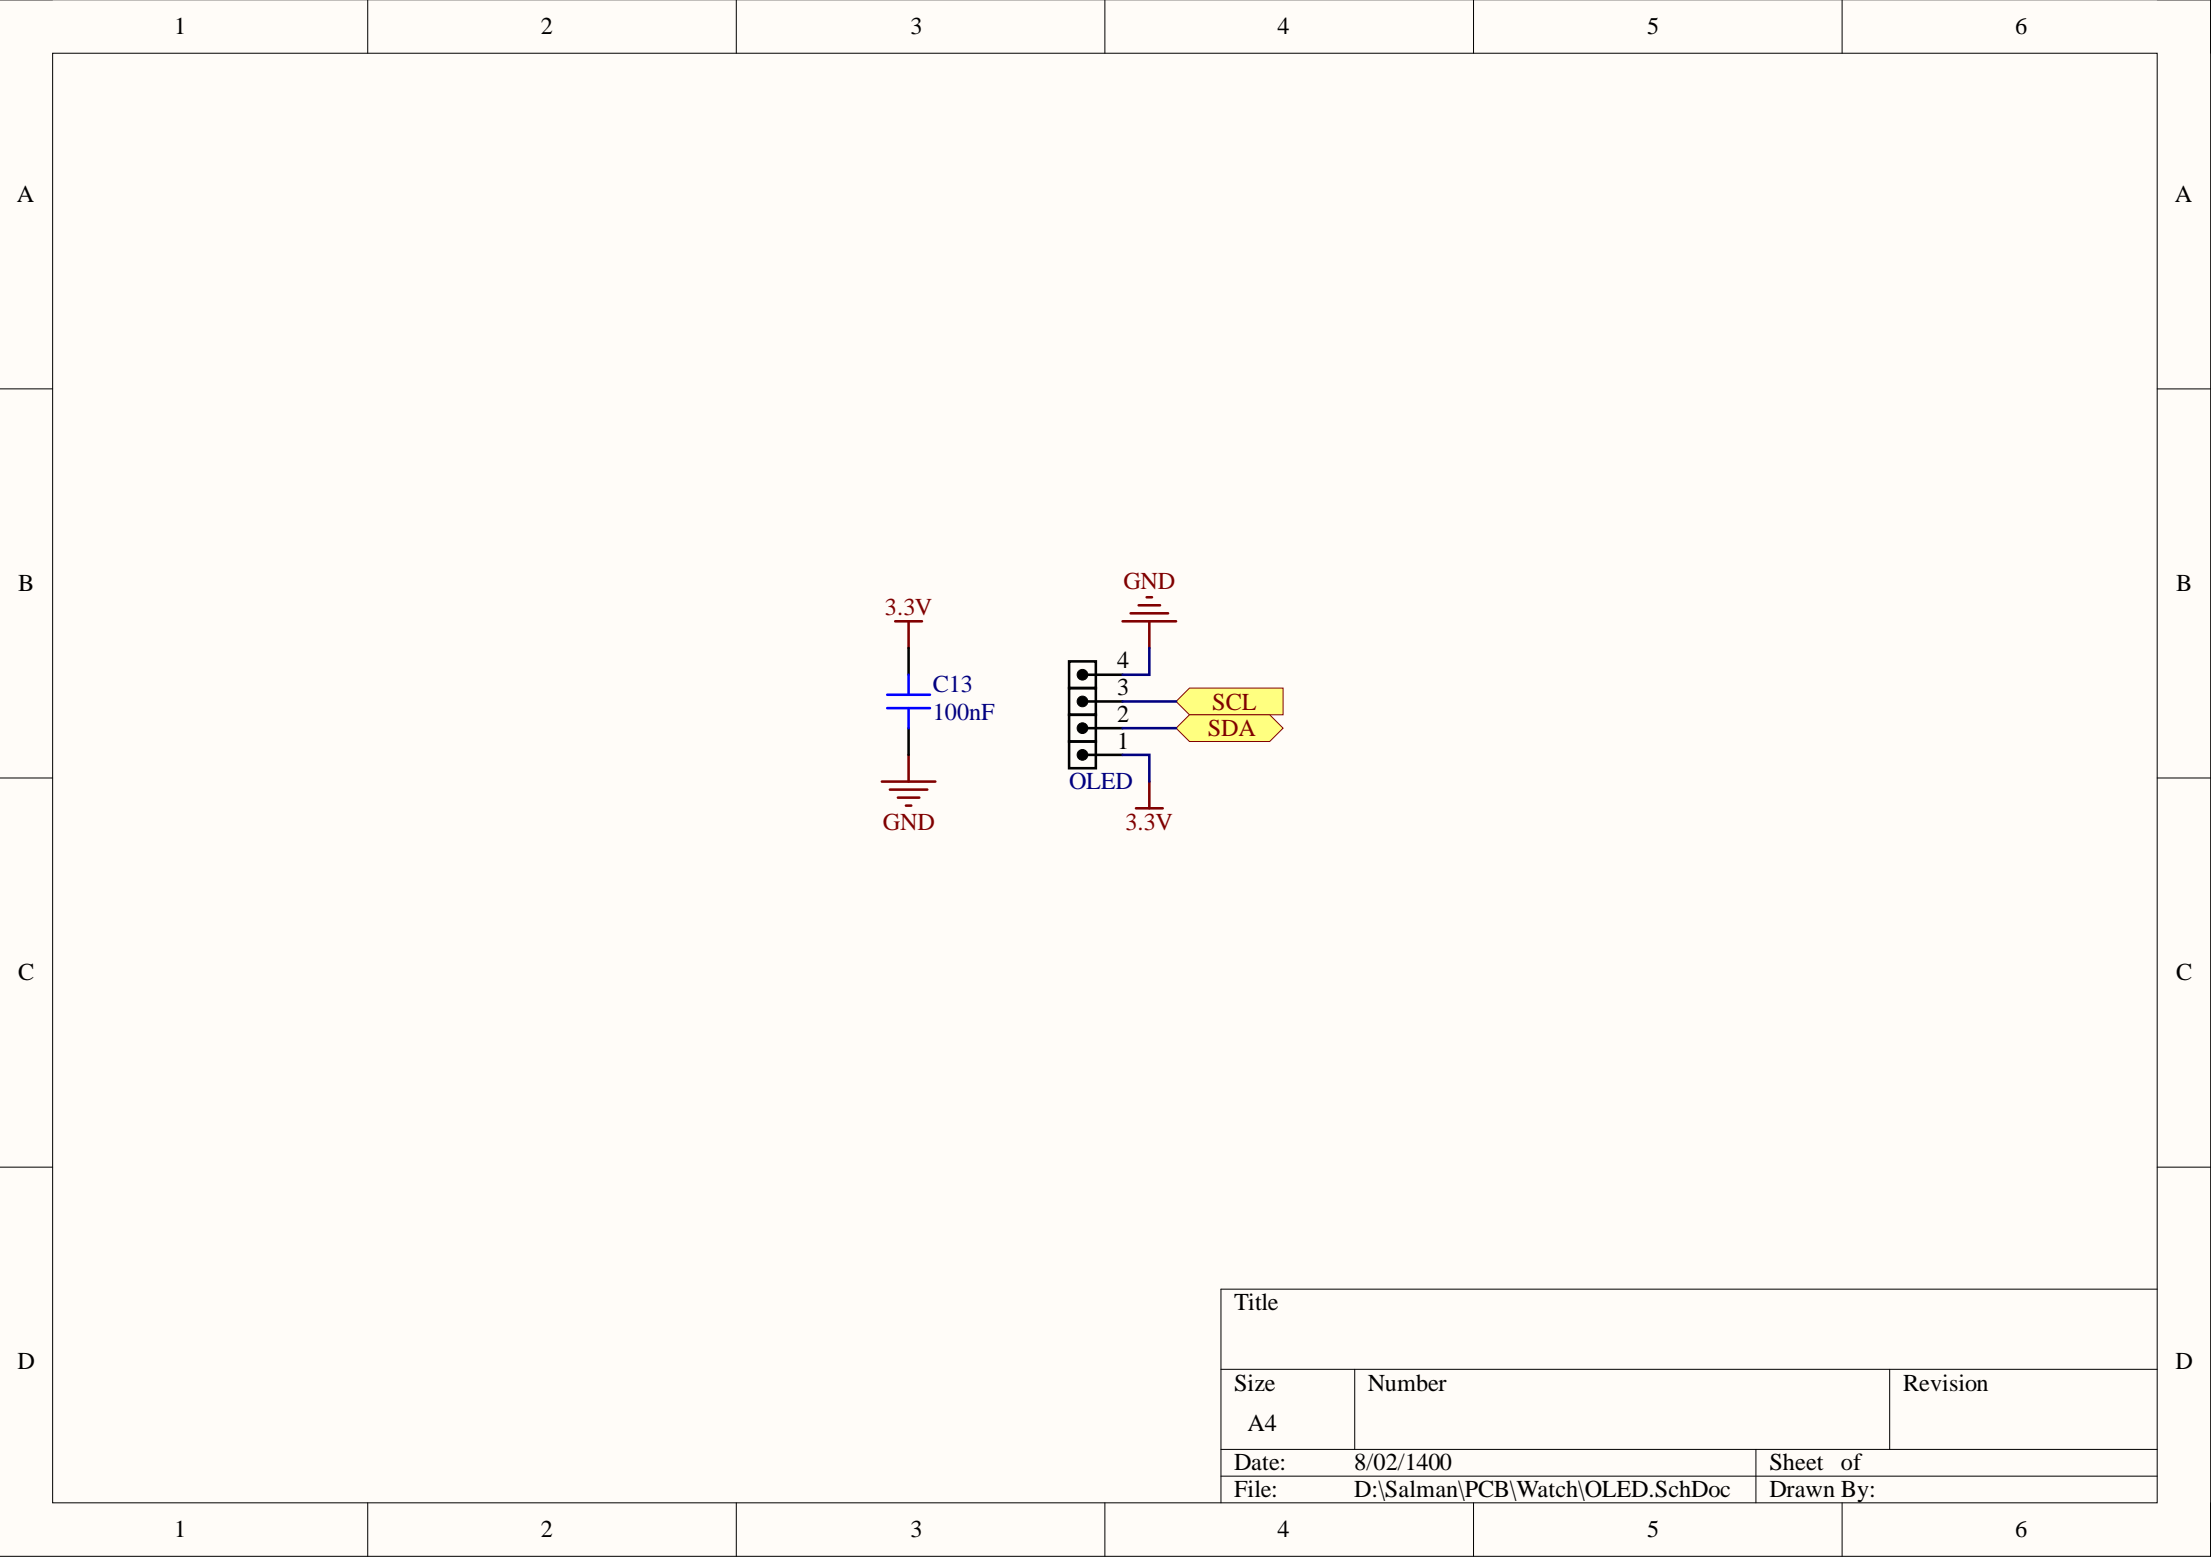 1 2 3 4 5 6
A A
B B
C C
D D
GND
3.3V
4
C13
3
SCL
100nF
2
SDA
1
OLED
GND
3.3V
Title
Size Number Revision
A4
Date: 8/02/1400 Sheet of
File: D:\Salman\PCB\Watch\OLED.SchDoc Drawn By:
1 2 3 4 5 6